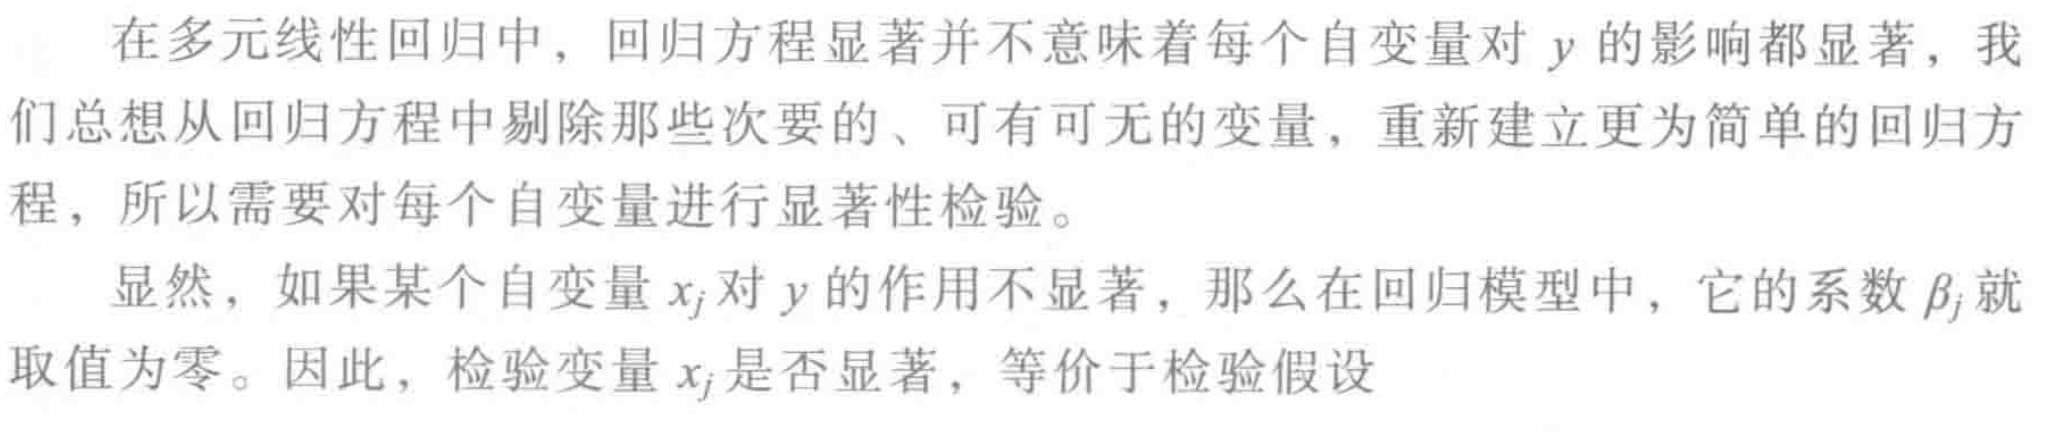 在多元线性回归中，回归方程显著并不意味着每个自变量对 y 的影响都显著，我
们总想从回归方程中剔除那些次要的、可有可无的变量，重新建立更为简单的回归方
程，所以需要对每个自变量进行显著性检验。
显然，如果某个自变量 xj 对 y 的作用不显著，那么在回归模型中，它的系数 βj 就
取值为零。因此，检验变量 xj 是否显著，等价于检验假设